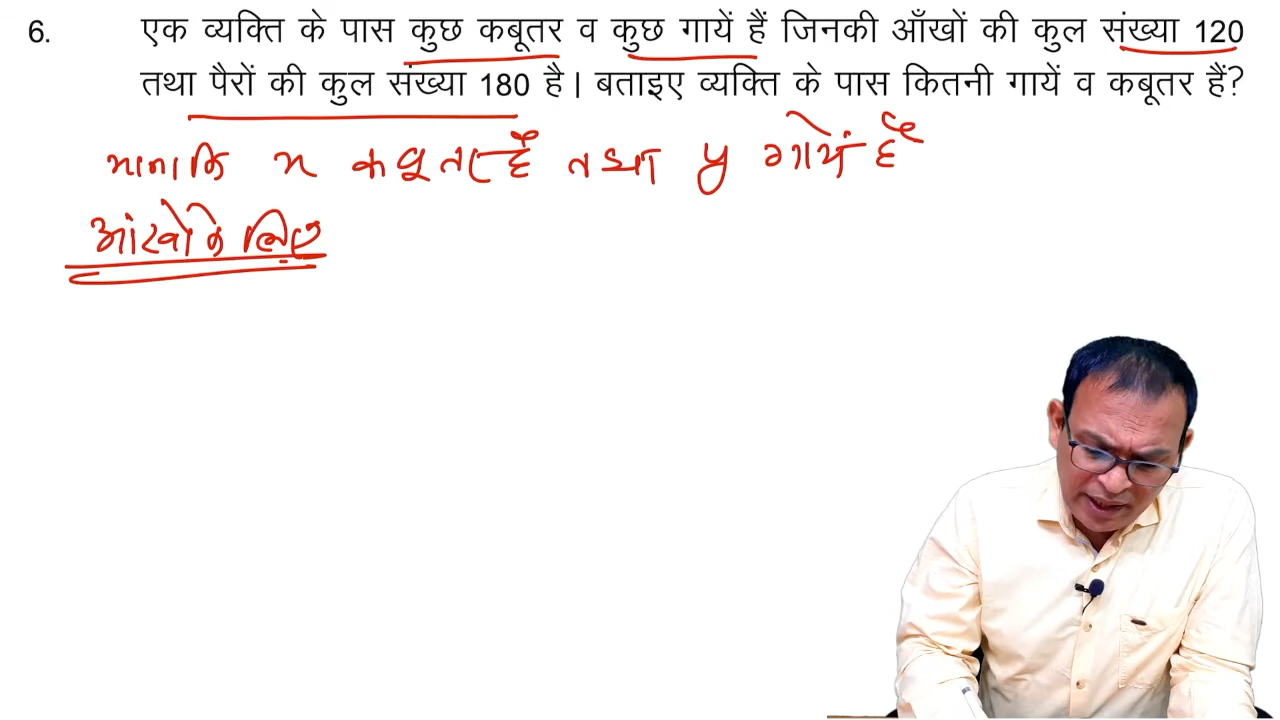 6. एक व्यक्ति के पास कुछ कबूतर व कुछ गायें हैं जिनकी आँखों की कुल संख्या 120
तथा पैरों की कुल संख्या 180 है। बताइए व्यक्ति के पास कितनी गायें व कबूतर हैं?
माना कि x कबूतर हैं तथा y गायें हैं
आंखों के लिए